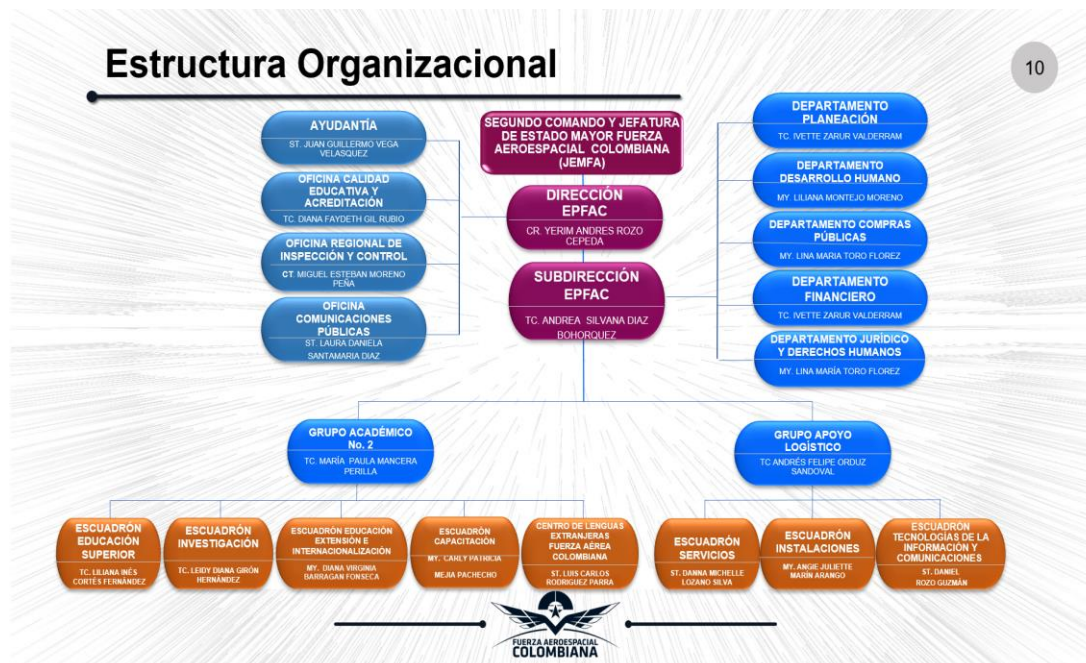 Estructura Organizacional
10
AYUDANTÍA
ST. JUAN GUILLERMO VEGA
VELASQUEZ
OFICINA CALIDAD
EDUCATIVA Y
ACREDITACIÓN
TC. DIANA FAYDETH GIL RUBIO
OFICINA REGIONAL DE
INSPECCIÓN Y CONTROL
CT. MIGUEL ESTEBAN MORENO
PEÑA
OFICINA
COMUNICACIONES
PÚBLICAS
ST. LAURA DANIELA
SANTAMARIA DIAZ
SEGUNDO COMANDO Y JEFATURA
DE ESTADO MAYOR FUERZA
AEROESPACIAL COLOMBIANA
(JEMFA)
DIRECCIÓN
EPFAC
CR. YERIM ANDRES ROZO
CEPEDA
SUBDIRECCIÓN
EPFAC
TC. ANDREA SILVANA DIAZ
BOHORQUEZ
DEPARTAMENTO
PLANEACIÓN
TC. IVETTE ZARUR VALDERRAM
DEPARTAMENTO
DESARROLLO HUMANO
MY. LILIANA MONTEJO MORENO
DEPARTAMENTO COMPRAS
PÚBLICAS
MY. LINA MARIA TORO FLOREZ
DEPARTAMENTO
FINANCIERO
TC. IVETTE ZARUR VALDERRAM
DEPARTAMENTO JURÍDICO
Y DERECHOS HUMANOS
MY. LINA MARÍA TORO FLOREZ
GRUPO ACADÉMICO
No. 2
TC. MARÍA PAULA MANCERA
PERILLA
GRUPO APOYO
LOGÍSTICO
TC ANDRÉS FELIPE ORDUZ
SANDOVAL
ESCUADRÓN
EDUCACIÓN
SUPERIOR
TC. LILIANA INÉS
CORTÉS FERNÁNDEZ
ESCUADRÓN
INVESTIGACIÓN
TC. LEIDY DIANA GIRÓN
HERNÁNDEZ
ESCUADRÓN EDUCACIÓN
EXTENSIÓN E
INTERNACIONALIZACIÓN
MY. DIANA VIRGINIA
BARRAGAN FONSECA
ESCUADRÓN
CAPACITACIÓN
MY. CARLY PATRICIA
MEJIA PACHECHO
CENTRO DE LENGUAS
EXTRANJERAS
FUERZA AÉREA
COLOMBIANA
ST. LUIS CARLOS
RODRIGUEZ PARRA
ESCUADRÓN
SERVICIOS
ST. DANNA MICHELLE
LOZANO SILVA
ESCUADRÓN
INSTALACIONES
MY. ANGIE JULIETTE
MARÍN ARANGO
ESCUADRÓN
TECNOLOGÍAS DE LA
INFORMACIÓN Y
COMUNICACIONES
ST. DANIEL
ROZO GUZMÁN
FUERZA AEROESPACIAL
COLOMBIANA